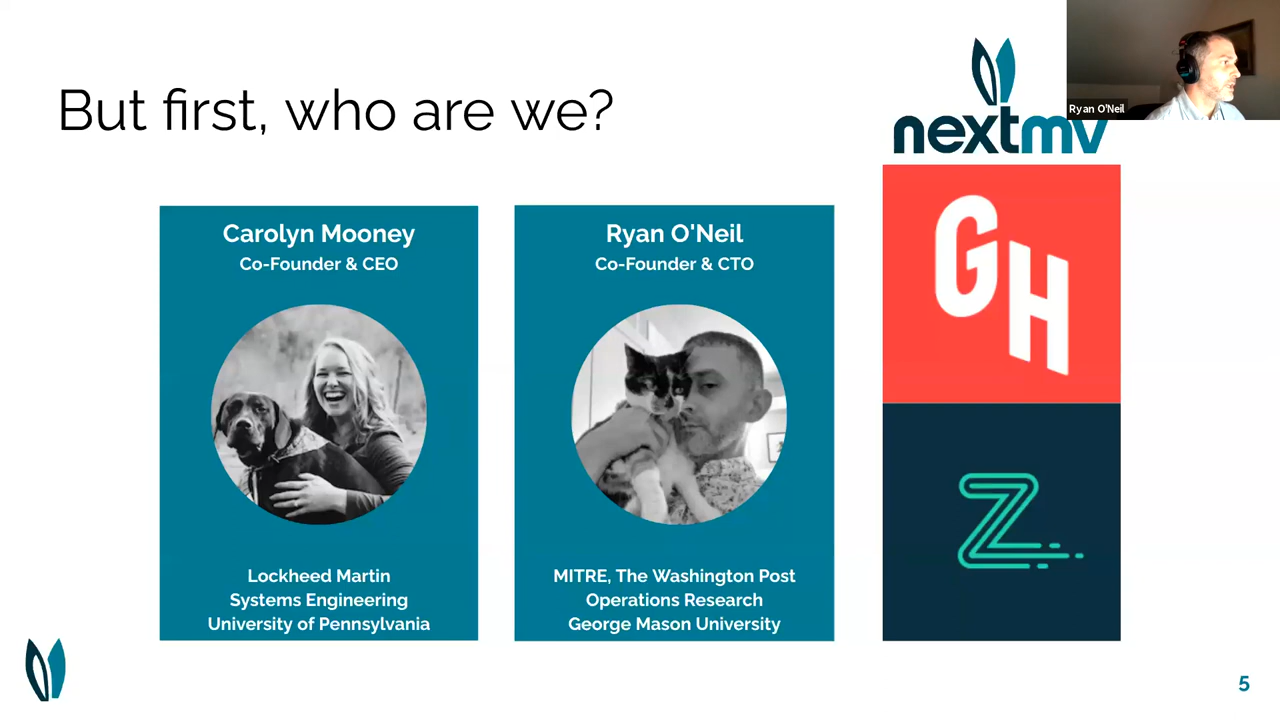 But first, who are we?
nextmv
Ryan O'Neil
Carolyn Mooney
Co-Founder & CEO
Lockheed Martin
Systems Engineering
University of Pennsylvania
Ryan O'Neil
Co-Founder & CTO
MITRE, The Washington Post
Operations Research
George Mason University
GH
Z
5